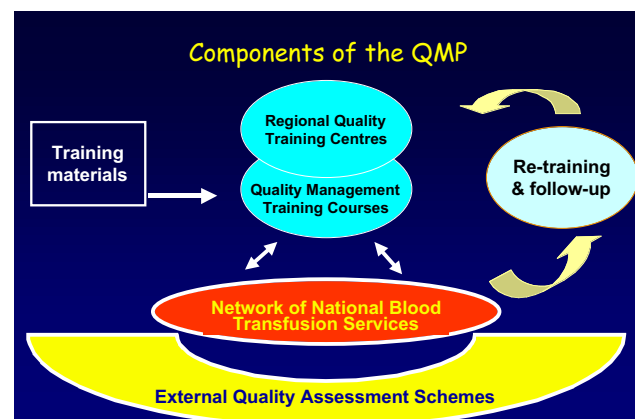 Components of the QMP
Regional Quality
Training Centres
Training
materials
Quality Management
Training Courses
Re-training
& follow-up
Network of National Blood
Transfusion Services
External Quality Assessment Schemes